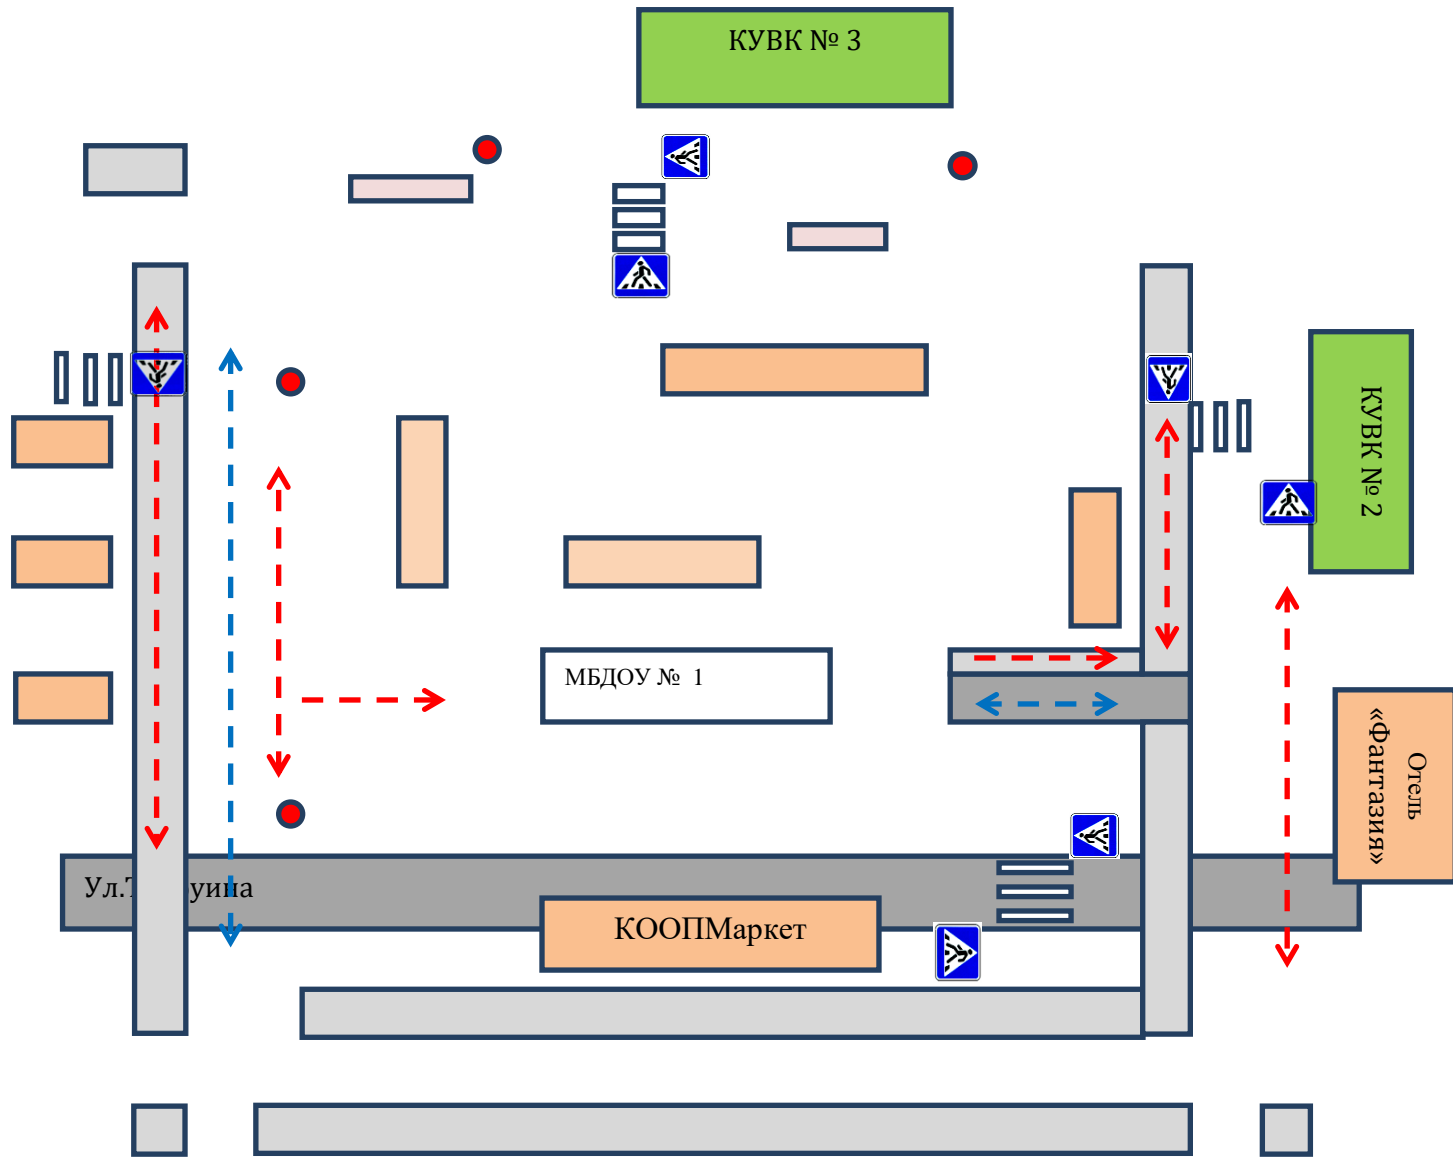 КУВК № 3
КУВК № 2
МБДОУ № 1
Отель
«Фантазия»
КООПМаркет